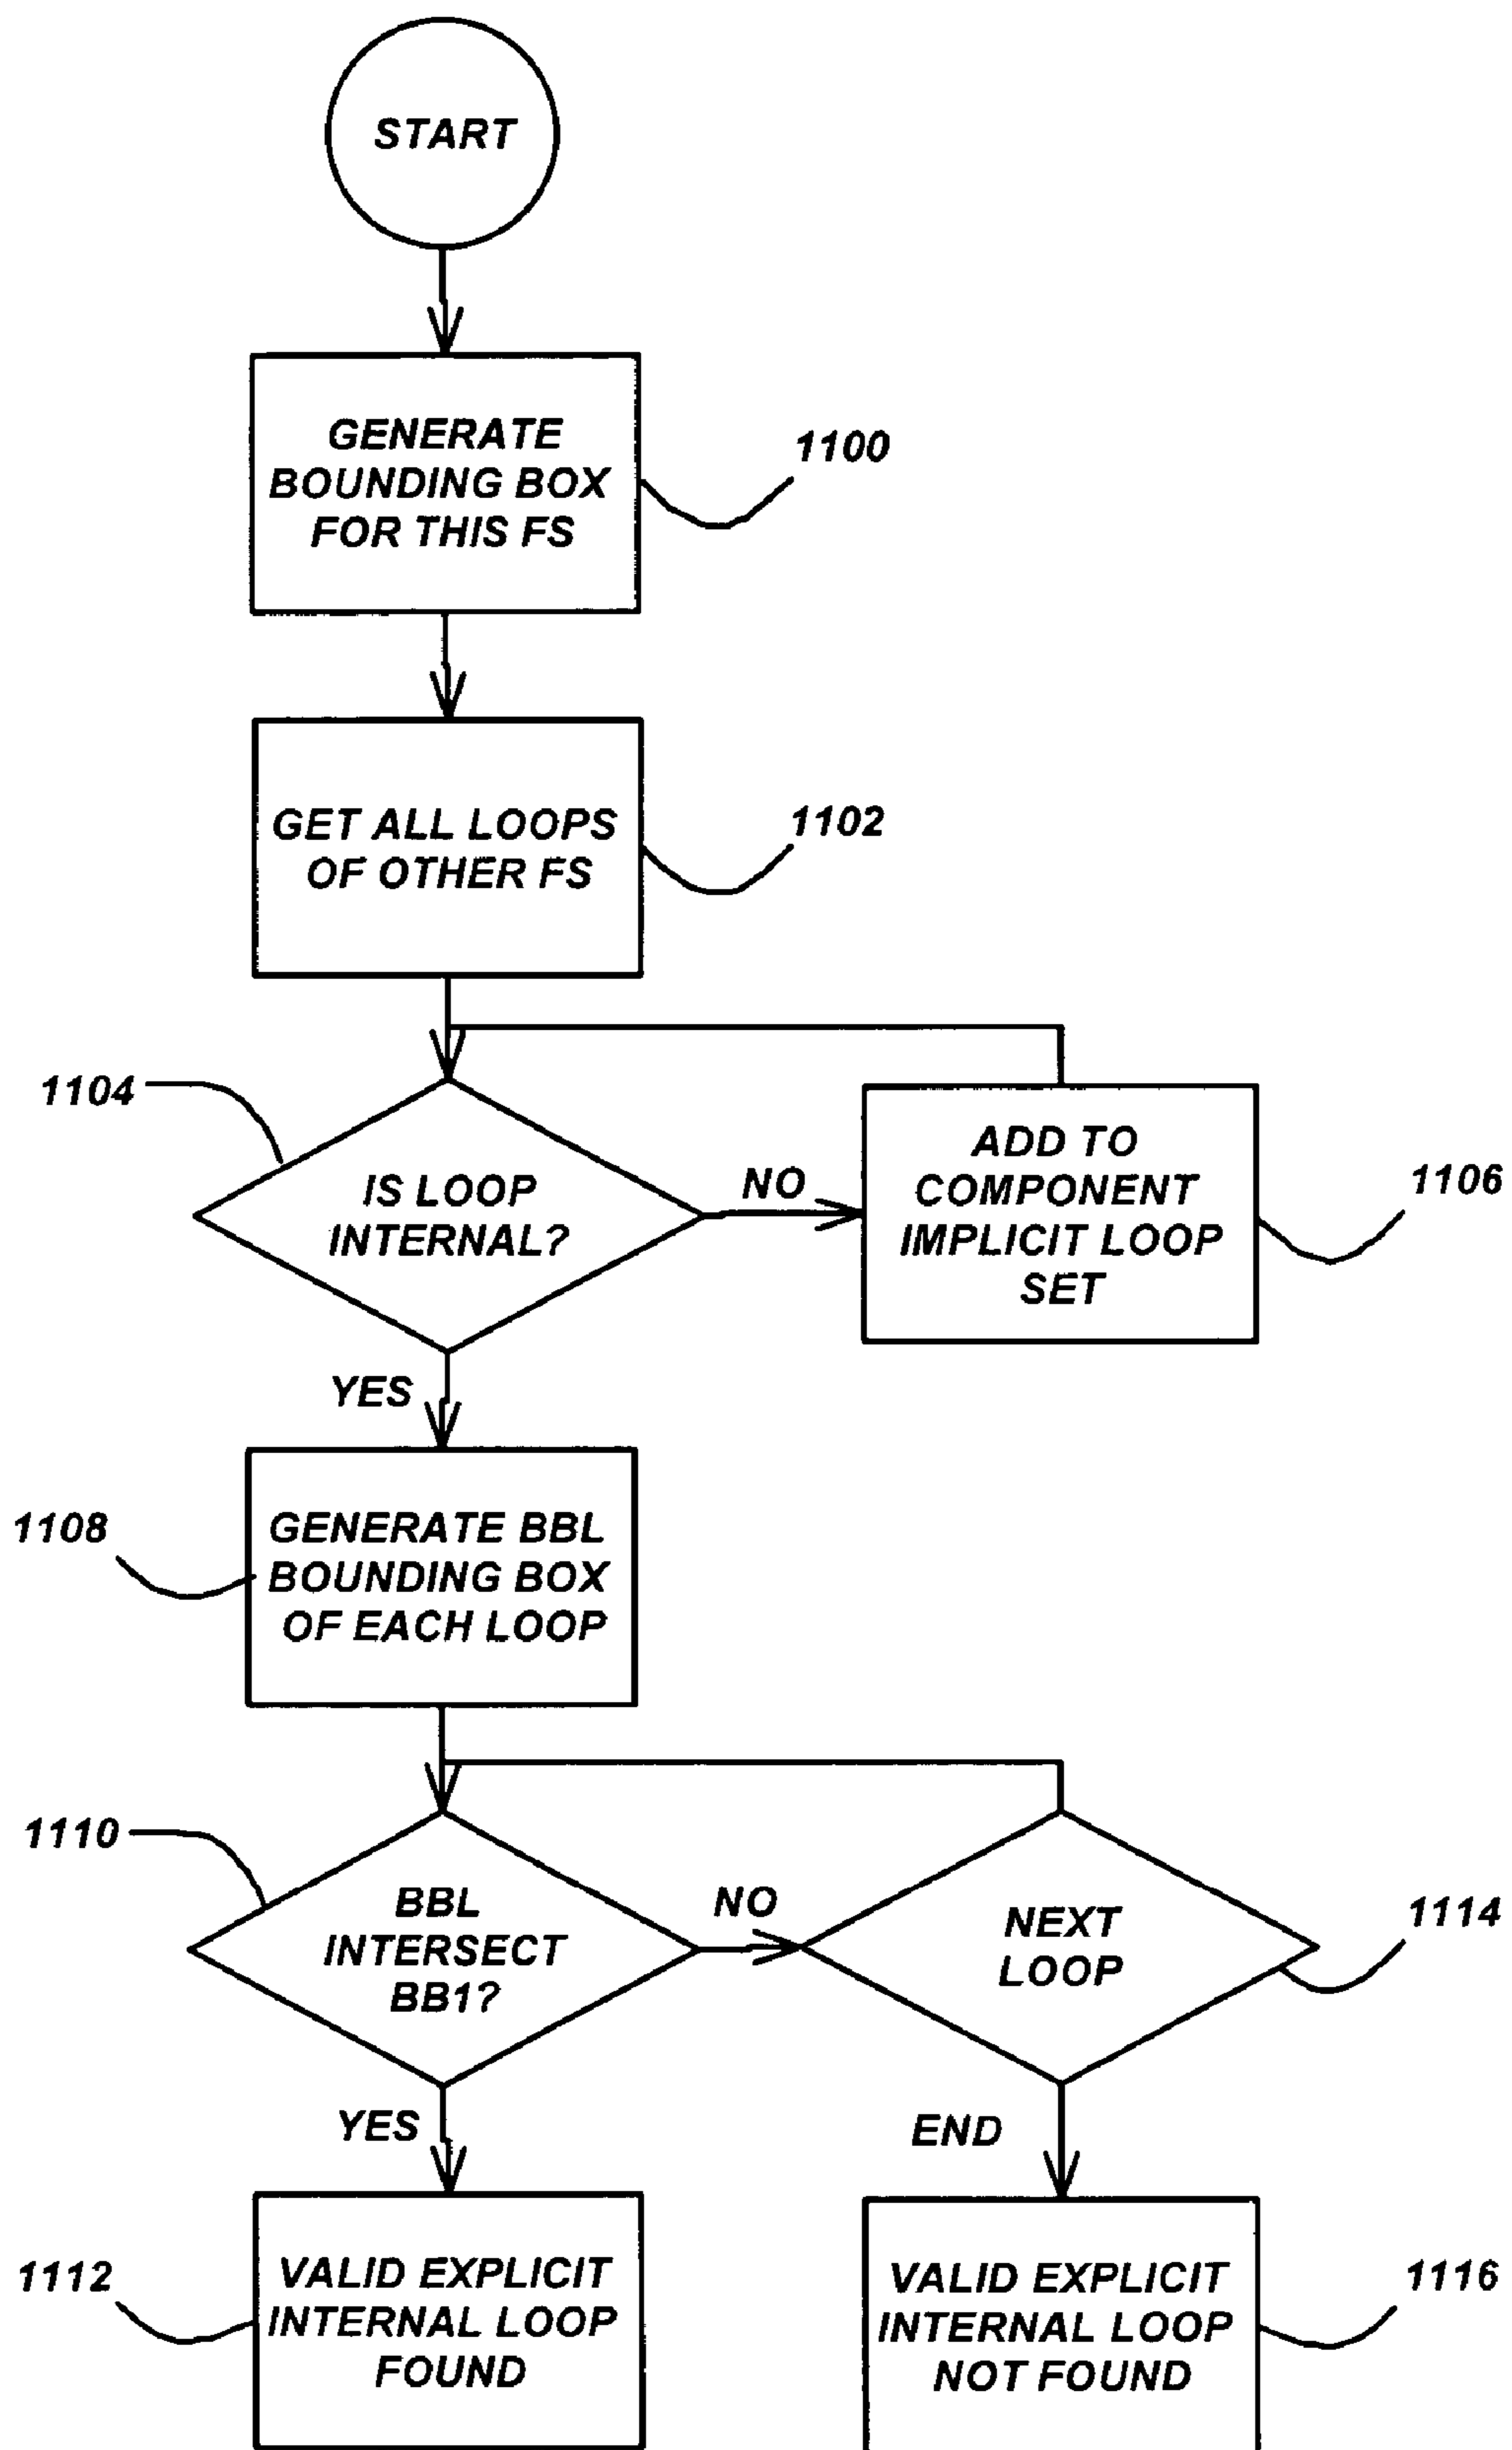 START
GENERATE
BOUNDING BOX
FOR THIS FS
1100
GET ALL LOOPS
OF OTHER FS
1102
1104
IS LOOP
INTERNAL?
NO
ADD TO
COMPONENT
IMPLICIT LOOP
SET
1106
YES
1108
GENERATE BBL
BOUNDING BOX
OF EACH LOOP
1110
BBL
INTERSECT
BB1?
NO
NEXT
LOOP
1114
YES
END
1112
VALID EXPLICIT
INTERNAL LOOP
FOUND
VALID EXPLICIT
INTERNAL LOOP
NOT FOUND
1116